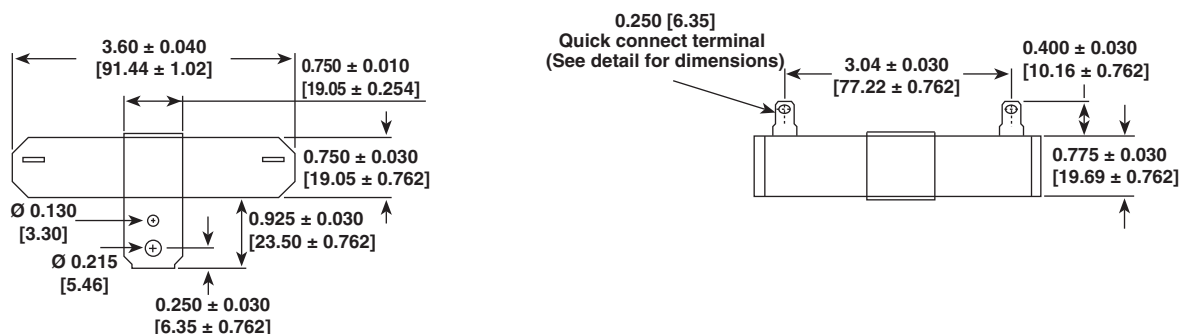 3.60 ± 0.040
[91.44 ± 1.02]
0.750 ± 0.010
[19.05 ± 0.254]
0.750 ± 0.030
[19.05 ± 0.762]
Ø 0.130
[3.30]
0.925 ± 0.030
[23.50 ± 0.762]
Ø 0.215
[5.46]
0.250 ± 0.030
[6.35 ± 0.762]
0.250 [6.35]
Quick connect terminal
(See detail for dimensions)
3.04 ± 0.030
[77.22 ± 0.762]
0.400 ± 0.030
[10.16 ± 0.762]
0.775 ± 0.030
[19.69 ± 0.762]